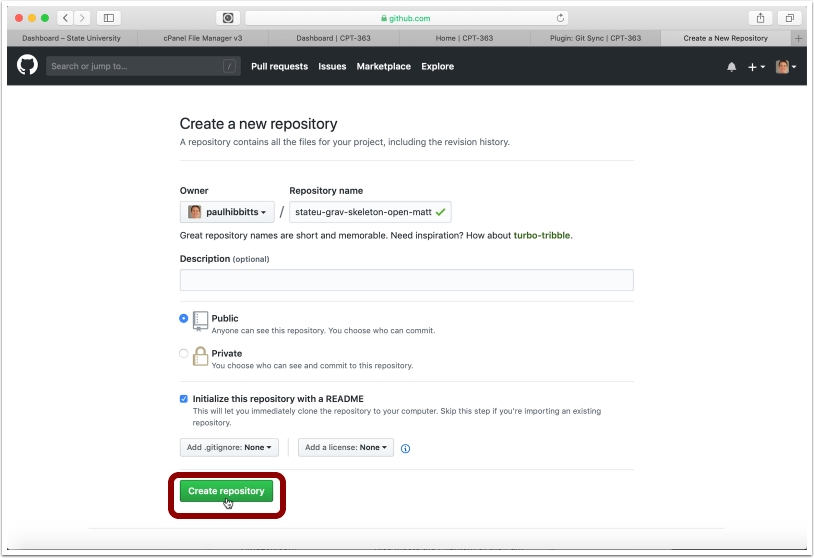 github.com
Dashboard – State University
cPanel File Manager v3
Dashboard | CPT-363
Home | CPT-363
Plugin: Git Sync | CPT-363
Create a New Repository
Search or jump to...
/
Pull requests Issues Marketplace Explore
Create a new repository
A repository contains all the files for your project, including the revision history.
Owner
Repository name
paulhibbitts / stateu-grav-skeleton-open-matt
Great repository names are short and memorable. Need inspiration? How about turbo-tribble.
Description (optional)
Public
Anyone can see this repository. You choose who can commit.
Private
You choose who can see and commit to this repository.
Initialize this repository with a README
This will let you immediately clone the repository to your computer. Skip this step if you're importing an existing
repository.
Add .gitignore: None
Add a license: None
Create repository